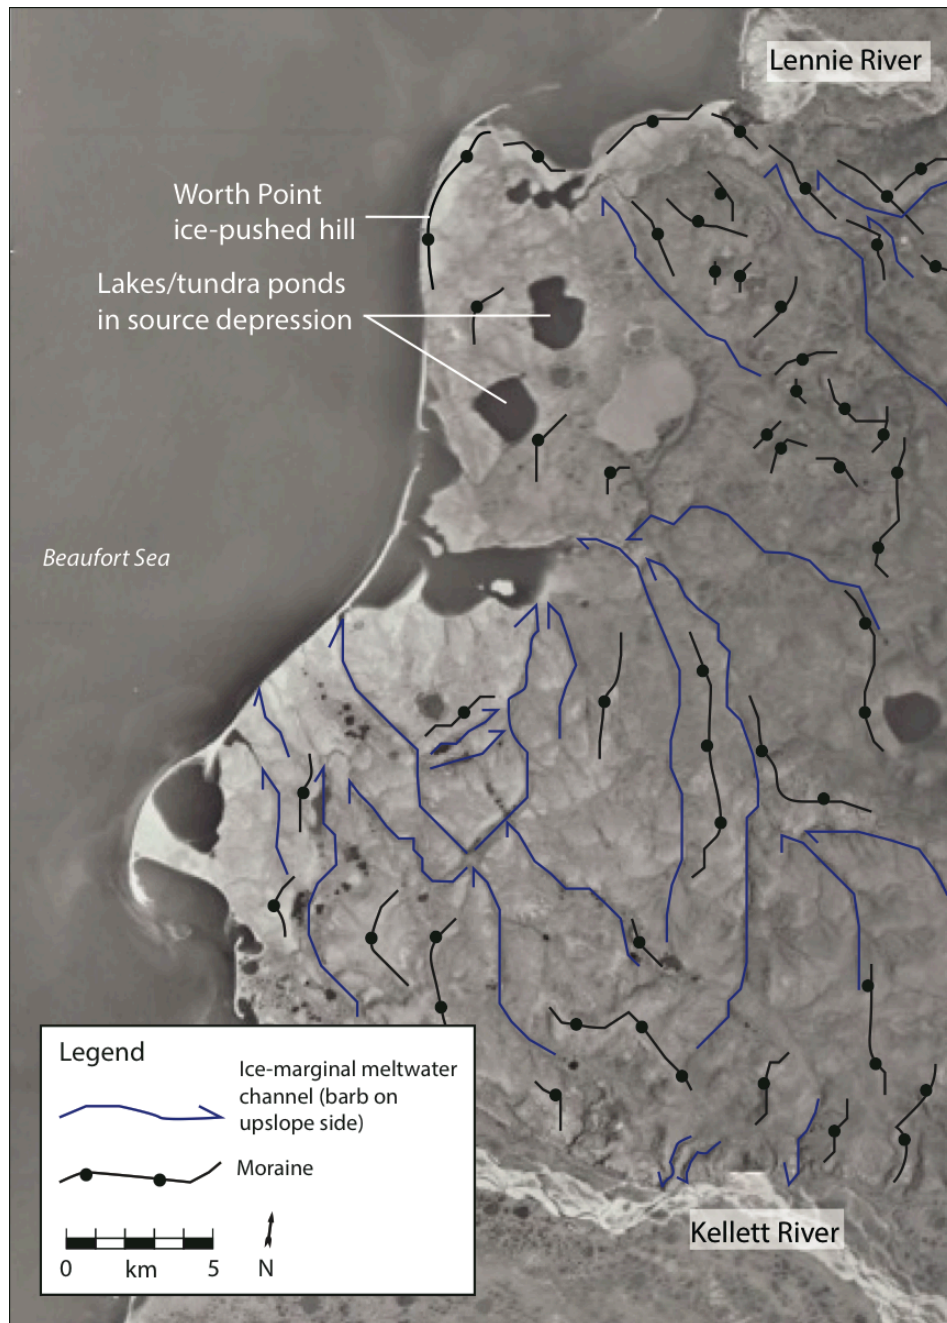 Lennie River
Worth Point
ice-pushed hill
Lakes/tundra ponds
in source depression
Beaufort Sea
Legend
Ice-marginal meltwater
channel (barb on
upslope side)
Moraine
0 km 5 N
Kellett River